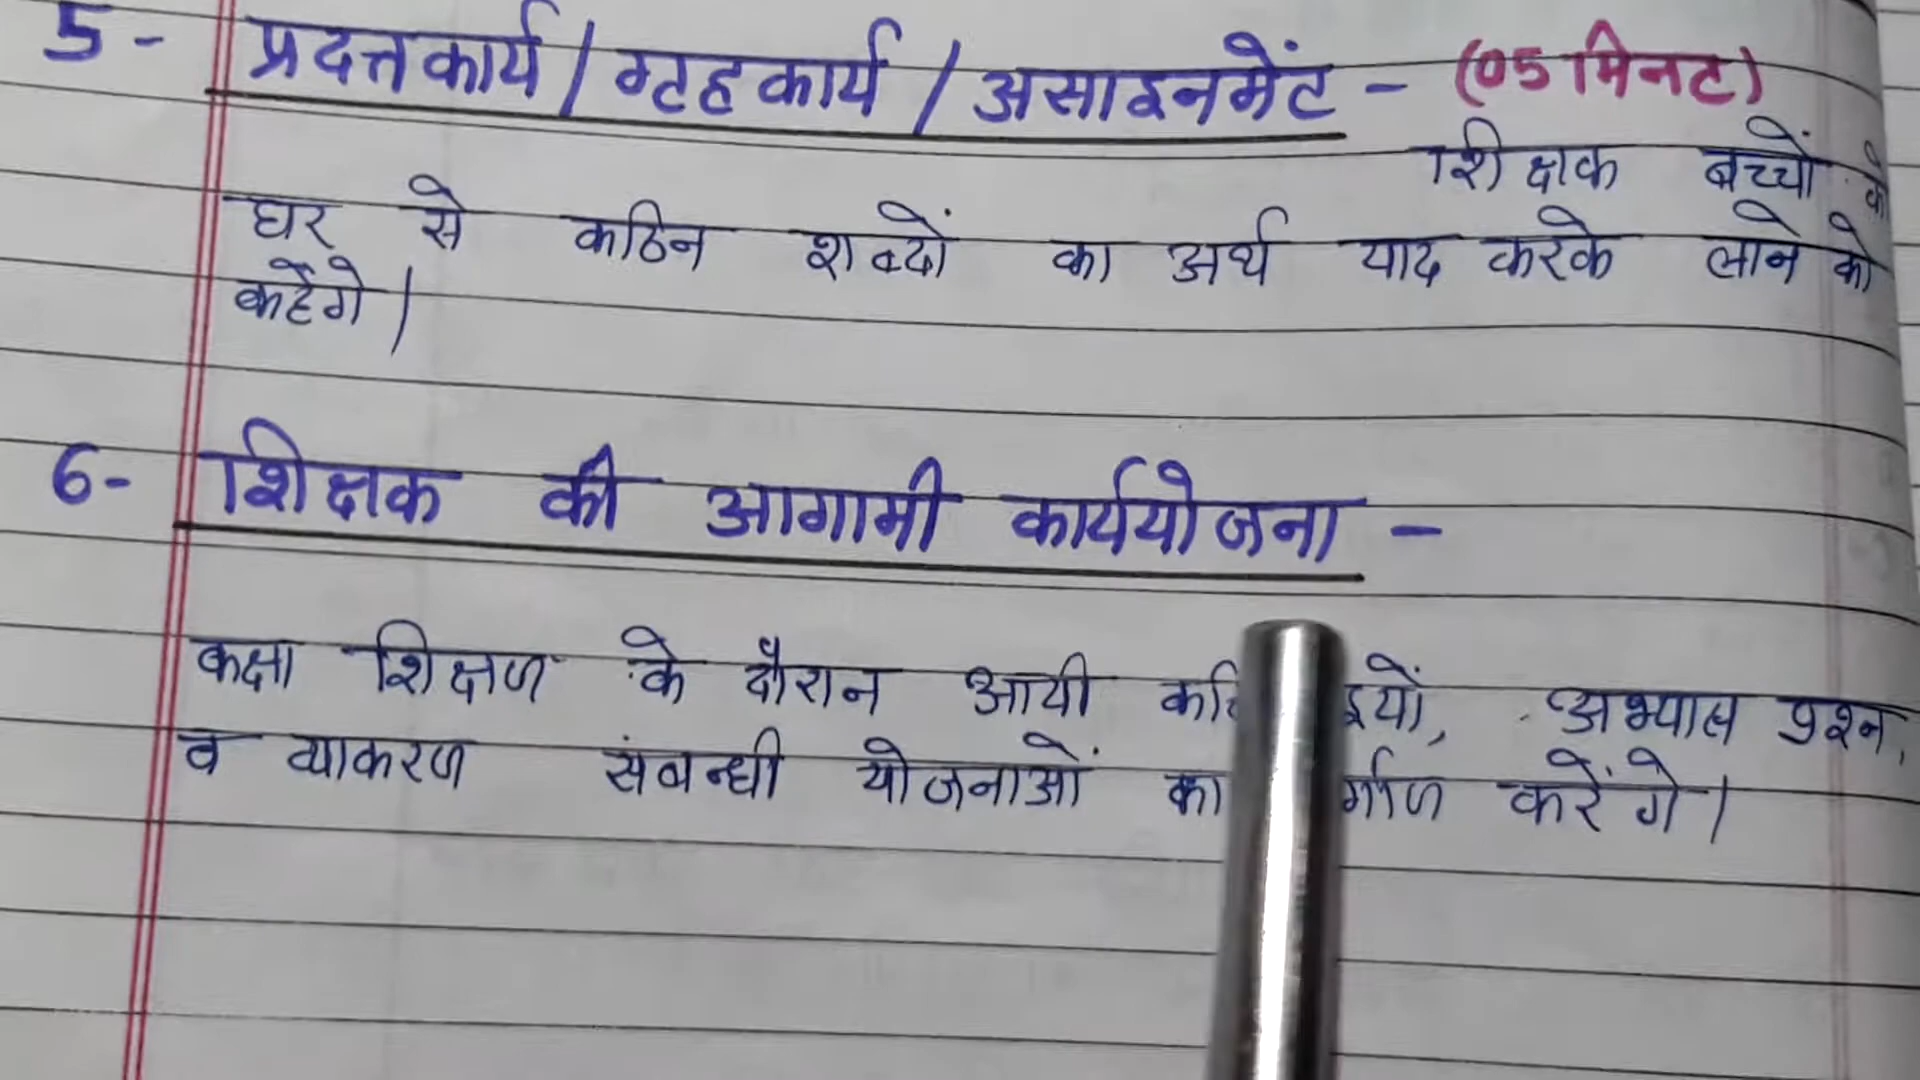 5- प्रदत्तकार्य / गृहकार्य / असाइनमेंट - (05 मिनट)
शिक्षक बच्चों को
घर से कठिन शब्दों का अर्थ याद करके लाने को
कहेंगे |
6- शिक्षक की आगामी कार्ययोजना -
कक्षा शिक्षण के दौरान आयी अभ्यास प्रश्न,
व व्याकरण संबन्धी योजनाओं का करेंगे |